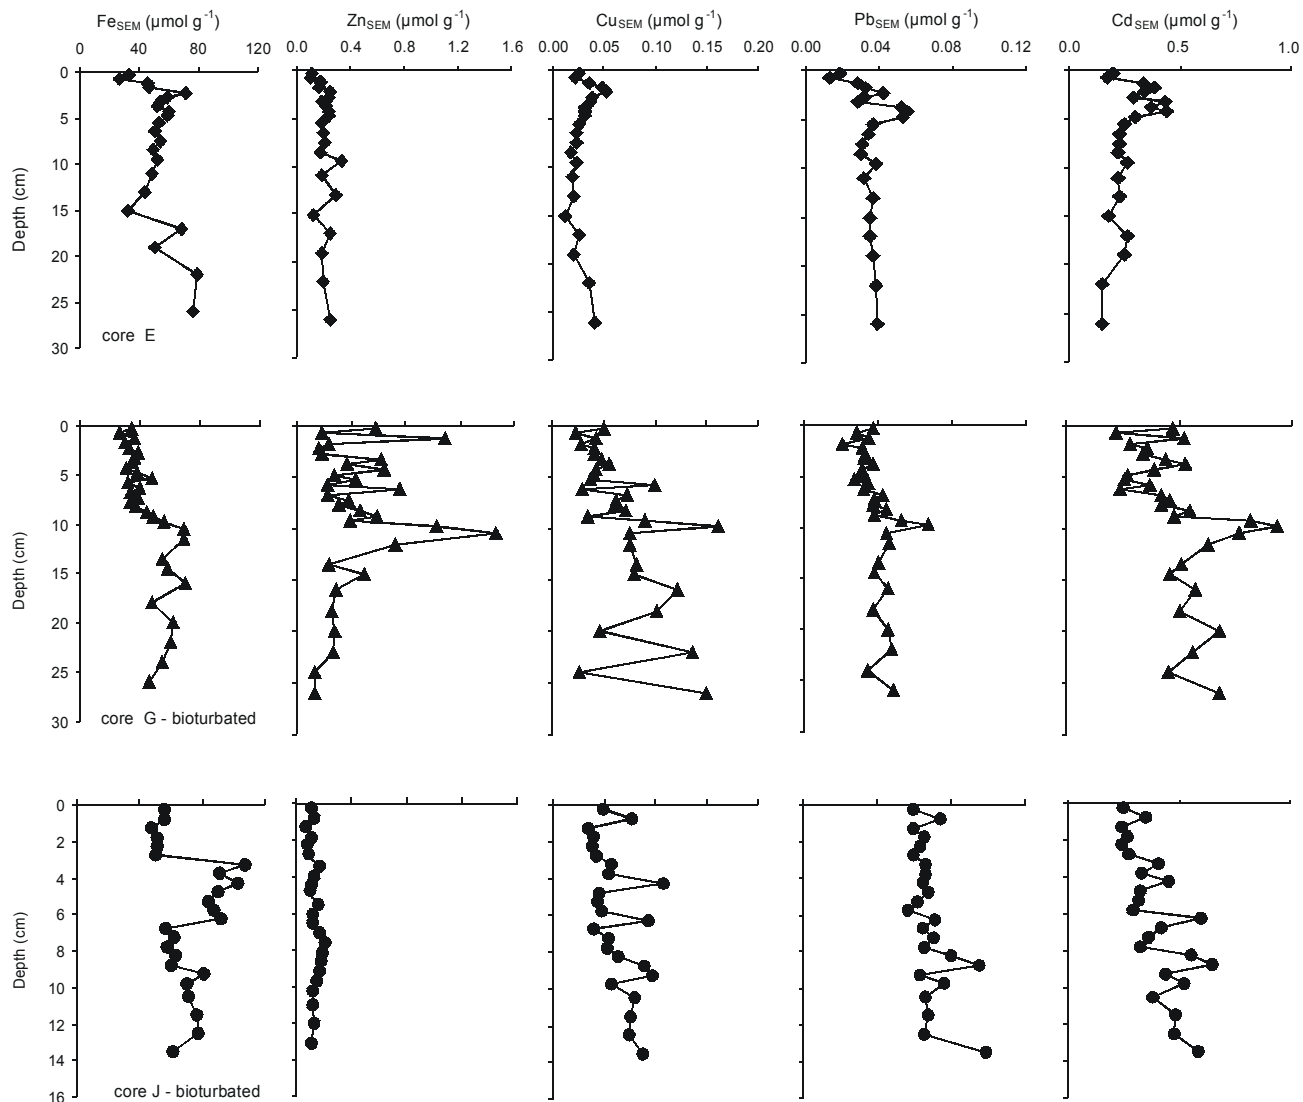 Fe SEM (µmol g-1) Zn SEM (µmol g-1) Cu SEM (µmol g-1) Pb SEM (µmol g-1) Cd SEM (µmol g-1)
0 40 80 120 0.0 0.4 0.8 1.2 1.6 0.00 0.05 0.10 0.15 0.20 0.00 0.04 0.08 0.12 0.0 0.5 1.0
0
5
10
15
20
25
30
Depth (cm)
core E
0
5
10
15
20
25
30
Depth (cm)
core G - bioturbated
0
2
4
6
8
10
12
14
16
Depth (cm)
core J - bioturbated